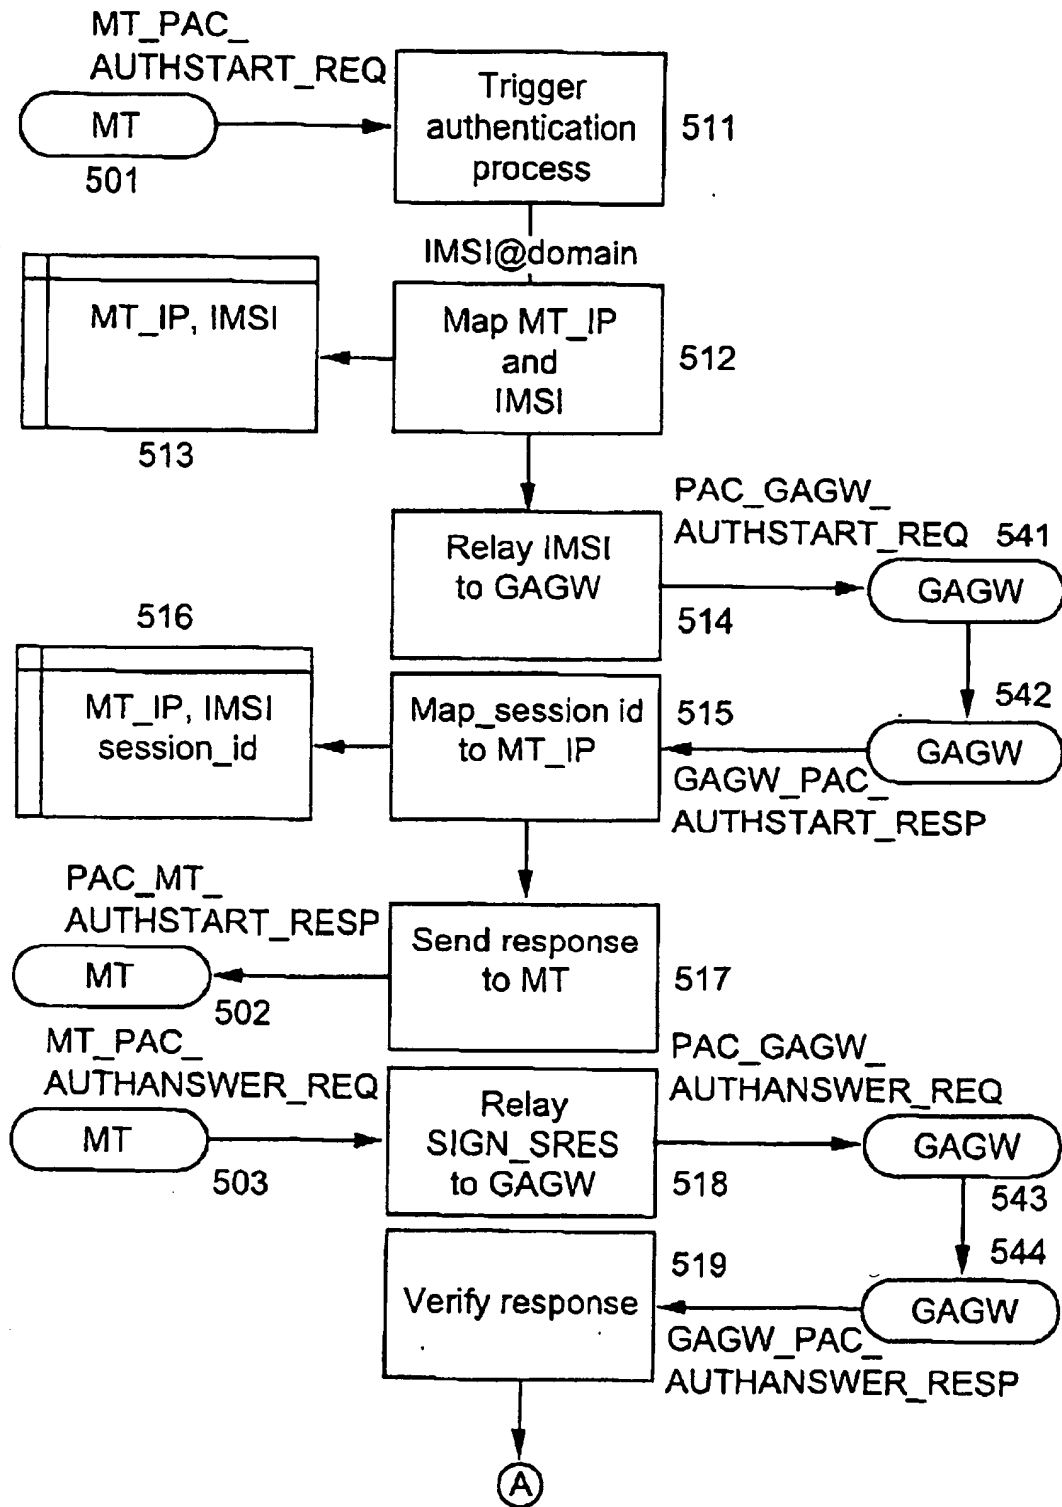 MT_PAC_
AUTHSTART_REQ
MT
501
Trigger
authentication
process
511
IMSI@domain
MT_IP, IMSI
513
Map MT_IP
and
IMSI
512
Relay IMSI
to GAGW
514
PAC_GAGW_
AUTHSTART_REQ 541
GAGW
516
MT_IP, IMSI
session_id
Map_session id
to MT_IP
515
542
GAGW
GAGW_PAC_
AUTHSTART_RESP
PAC_MT_
AUTHSTART_RESP
MT
502
Send response
to MT
517
MT_PAC_
AUTHANSWER_REQ
MT
503
Relay
SIGN_SRES
to GAGW
518
PAC_GAGW_
AUTHANSWER_REQ
GAGW
543
544
Verify response
519
GAGW
GAGW_PAC_
AUTHANSWER_RESP
A